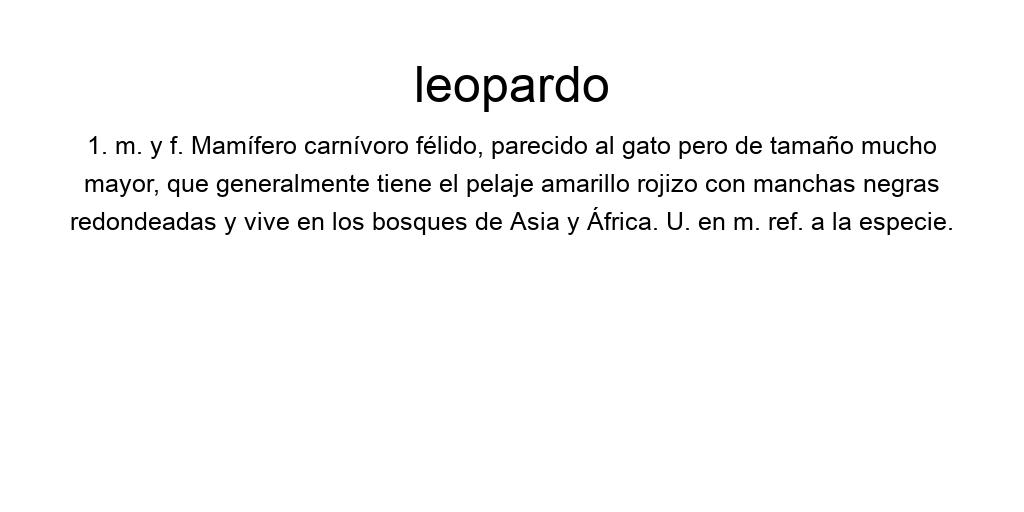 leopardo
1. m. y f. Mamífero carnívoro félido, parecido al gato pero de tamaño mucho
mayor, que generalmente tiene el pelaje amarillo rojizo con manchas negras
redondeadas y vive en los bosques de Asia y África. U. en m. ref. a la especie.